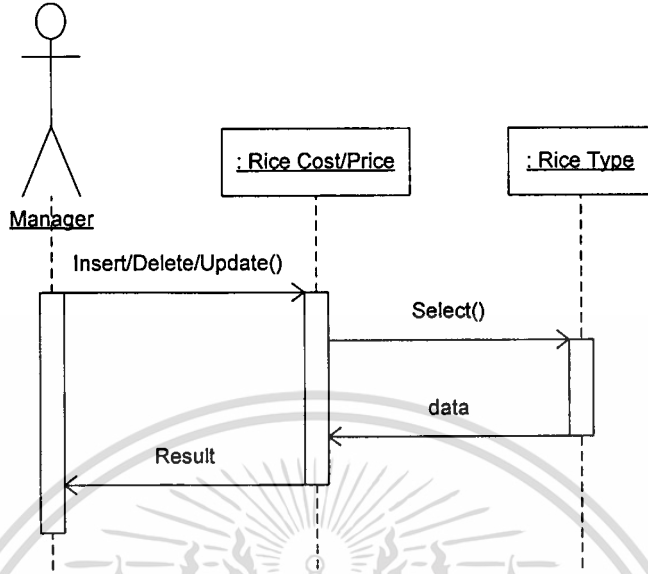 : Rice Cost/Price
: Rice Type
Manager
Insert/Delete/Update()
Select()
data
Result